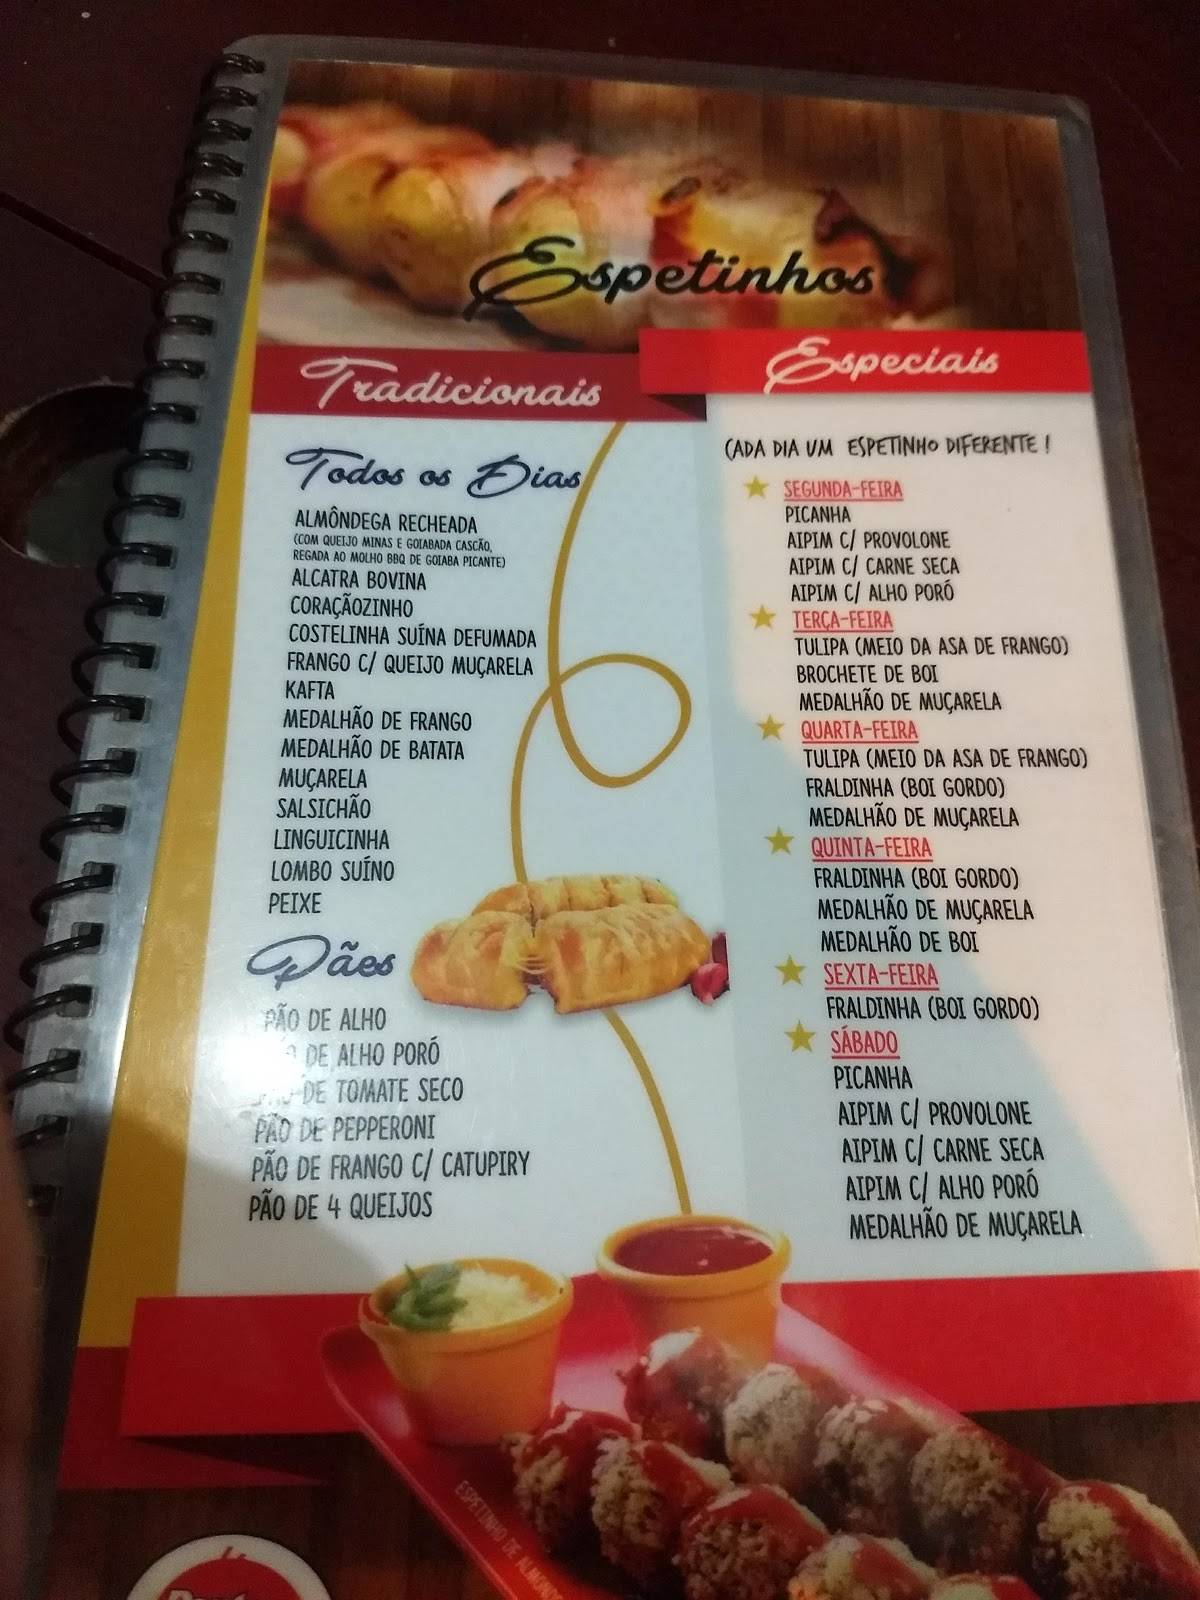 Espetinhos
Tradicionais
Todos os Dias
ALMÔNDEGA RECHEADA
(COM QUEIJO MINAS E GOIABADA CASCÃO,
REGADA AO MOLHO BBQ DE GOIABA PICANTE)
ALCATRA BOVINA
CORAÇÃOZINHO
COSTELINHA SUÍNA DEFUMADA
FRANGO C/ QUEIJO MUÇARELA
KAFTA
MEDALHÃO DE FRANGO
MEDALHÃO DE BATATA
MUÇARELA
SALSICHÃO
LINGUICINHA
LOMBO SUÍNO
PEIXE
Pães
PÃO DE ALHO
DE ALHO PORÓ
DE TOMATE SECO
PÃO DE PEPPERONI
PÃO DE FRANGO C/ CATUPIRY
PÃO DE 4 QUEIJOS
Especiais
CADA DIA UM ESPETINHO DIFERENTE !
SEGUNDA-FEIRA
PICANHA
AIPIM C/ PROVOLONE
AIPIM C/ CARNE SECA
AIPIM C/ ALHO PORÓ
TERÇA-FEIRA
TULIPA (MEIO DA ASA DE FRANGO)
BROCHETE DE BOI
MEDALHÃO DE MUÇARELA
QUARTA-FEIRA
TULIPA (MEIO DA ASA DE FRANGO)
FRALDINHA (BOI GORDO)
MEDALHÃO DE MUÇARELA
QUINTA-FEIRA
FRALDINHA (BOI GORDO)
MEDALHÃO DE MUÇARELA
MEDALHÃO DE BOI
SEXTA-FEIRA
FRALDINHA (BOI GORDO)
SÁBADO
PICANHA
AIPIM C/ PROVOLONE
AIPIM C/ CARNE SECA
AIPIM C/ ALHO PORÓ
MEDALHÃO DE MUÇARELA
ESPETINHO DE